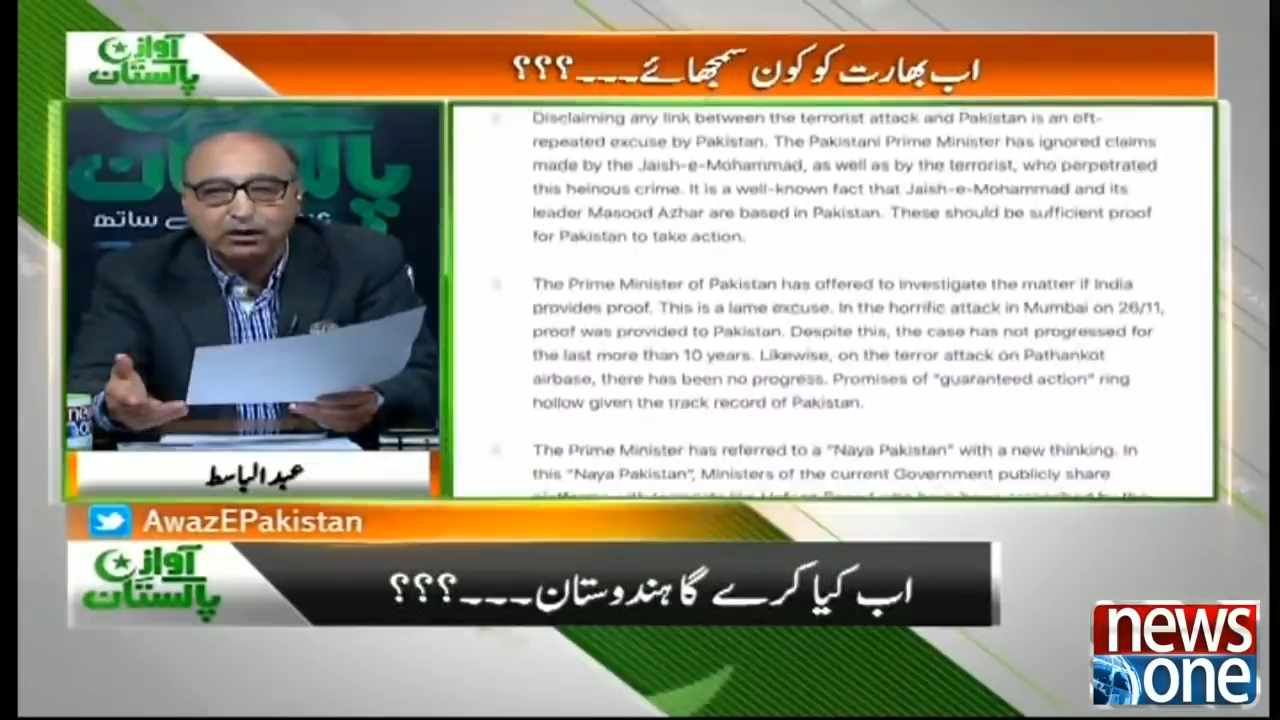 آوازِ پاکستان
اب بھارت کو کون سمجھائے ۔۔۔۔؟؟؟
پاکستان
کے ساتھ
Disclaiming any link between the terrorist attack and Pakistan is an oft-
repeated excuse by Pakistan. The Pakistani Prime Minister has ignored claims
made by the Jaish-e-Mohammad, as well as by the terrorist, who perpetrated
this heinous crime. It is a well-known fact that Jaish-e-Mohammad and its
leader Masood Azhar are based in Pakistan. These should be sufficient proof
for Pakistan to take action.
The Prime Minister of Pakistan has offered to investigate the matter if India
provides proof. This is a lame excuse. In the horrific attack in Mumbai on 26/11,
proof was provided to Pakistan. Despite this, the case has not progressed for
the last more than 10 years. Likewise, on the terror attack on Pathankot
airbase, there has been no progress. Promises of "guaranteed action" ring
hollow given the track record of Pakistan.
The Prime Minister has referred to a "Naya Pakistan" with a new thinking. In
this "Naya Pakistan", Ministers of the current Government publicly share
عبدالباسط
AwazEPakistan
آوازِ پاکستان
اب کیا کرے گا ہندوستان ۔۔۔۔؟؟؟
news
one